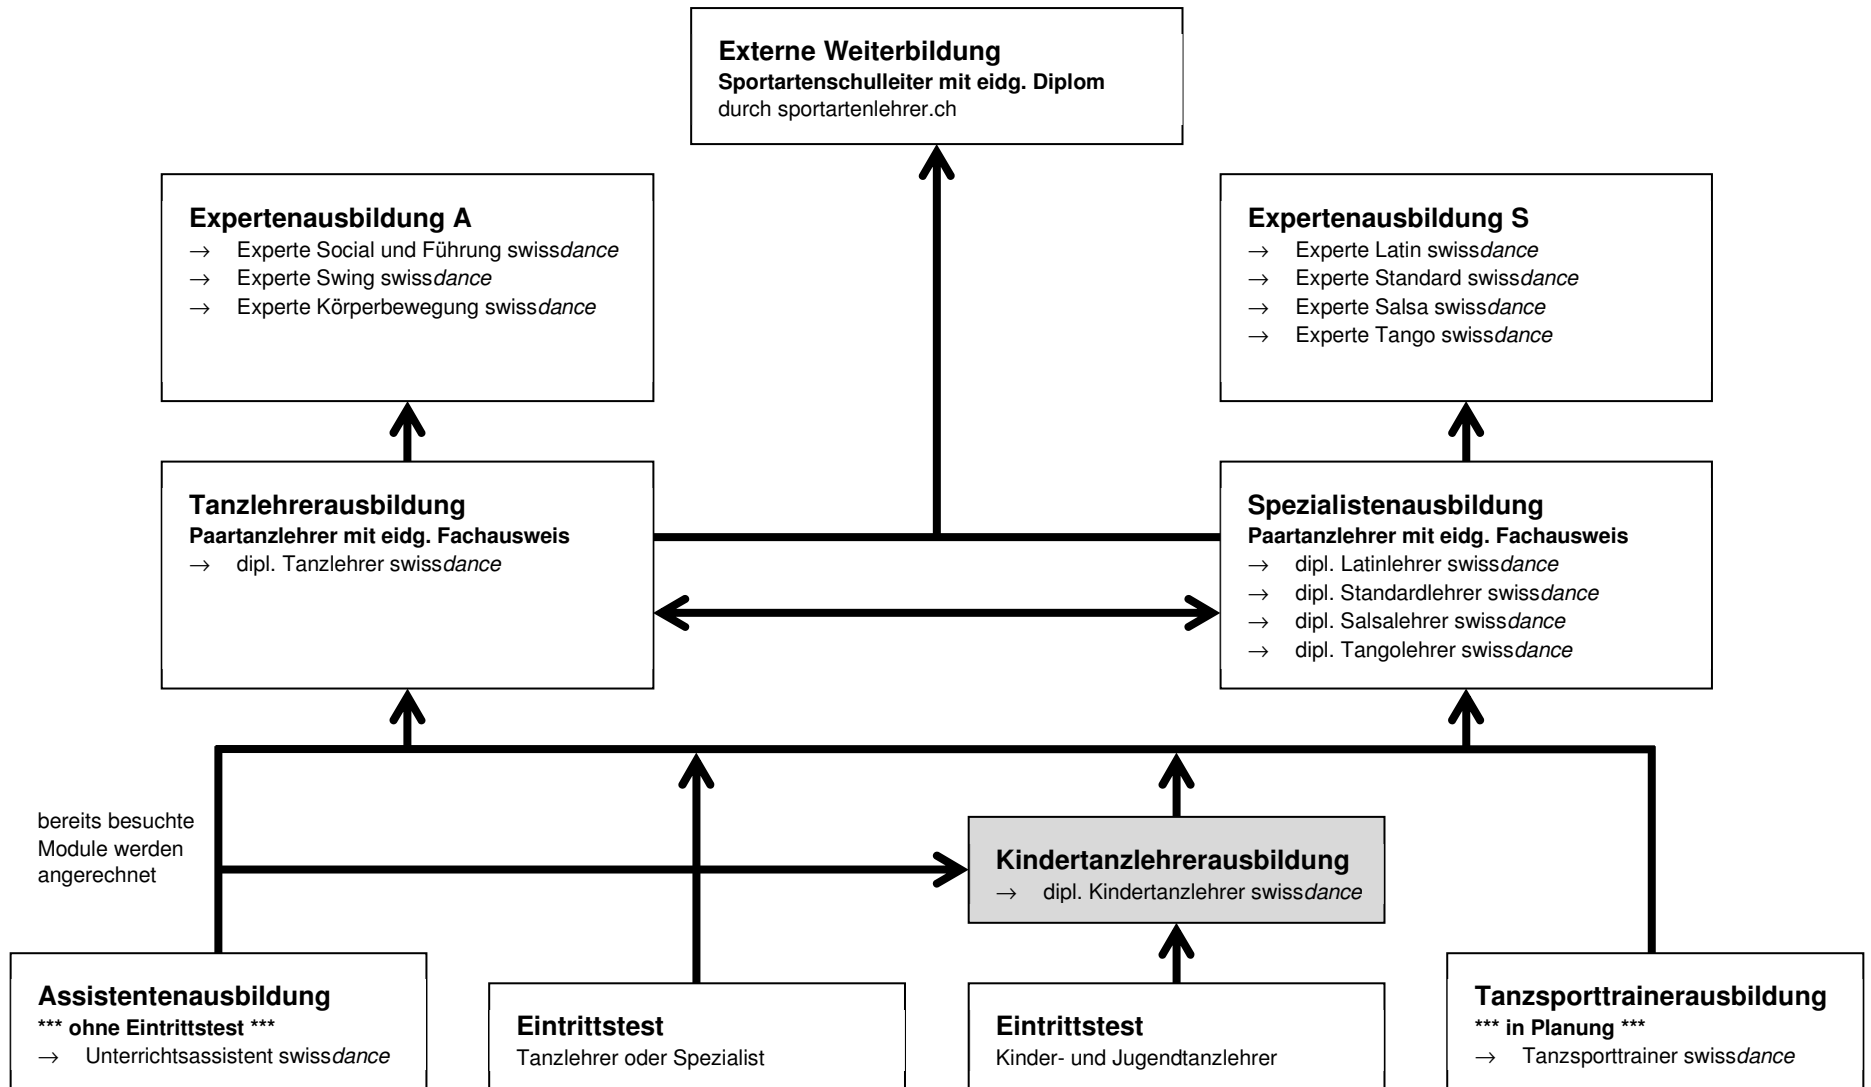 Externe Weiterbildung
Sportartenschulleiter mit eidg. Diplom
durch sportartenlehrer.ch
Expertenausbildung A
→ Experte Social und Führung swissdance
→ Experte Swing swissdance
→ Experte Körperbewegung swissdance
Expertenausbildung S
→ Experte Latin swissdance
→ Experte Standard swissdance
→ Experte Salsa swissdance
→ Experte Tango swissdance
Tanzlehrerausbildung
Paartanzlehrer mit eidg. Fachausweis
→ dipl. Tanzlehrer swissdance
Spezialistenausbildung
Paartanzlehrer mit eidg. Fachausweis
→ dipl. Latinlehrer swissdance
→ dipl. Standardlehrer swissdance
→ dipl. Salsalehrer swissdance
→ dipl. Tangolehrer swissdance
bereits besuchte
Module werden
angerechnet
Kindertanzlehrerausbildung
→ dipl. Kindertanzlehrer swissdance
Assistentenausbildung
*** ohne Eintrittstest ***
→ Unterrichtsassistent swissdance
Eintrittstest
Tanzlehrer oder Spezialist
Eintrittstest
Kinder- und Jugendtanzlehrer
Tanzsporttrainerausbildung
*** in Planung ***
→ Tanzsporttrainer swissdance